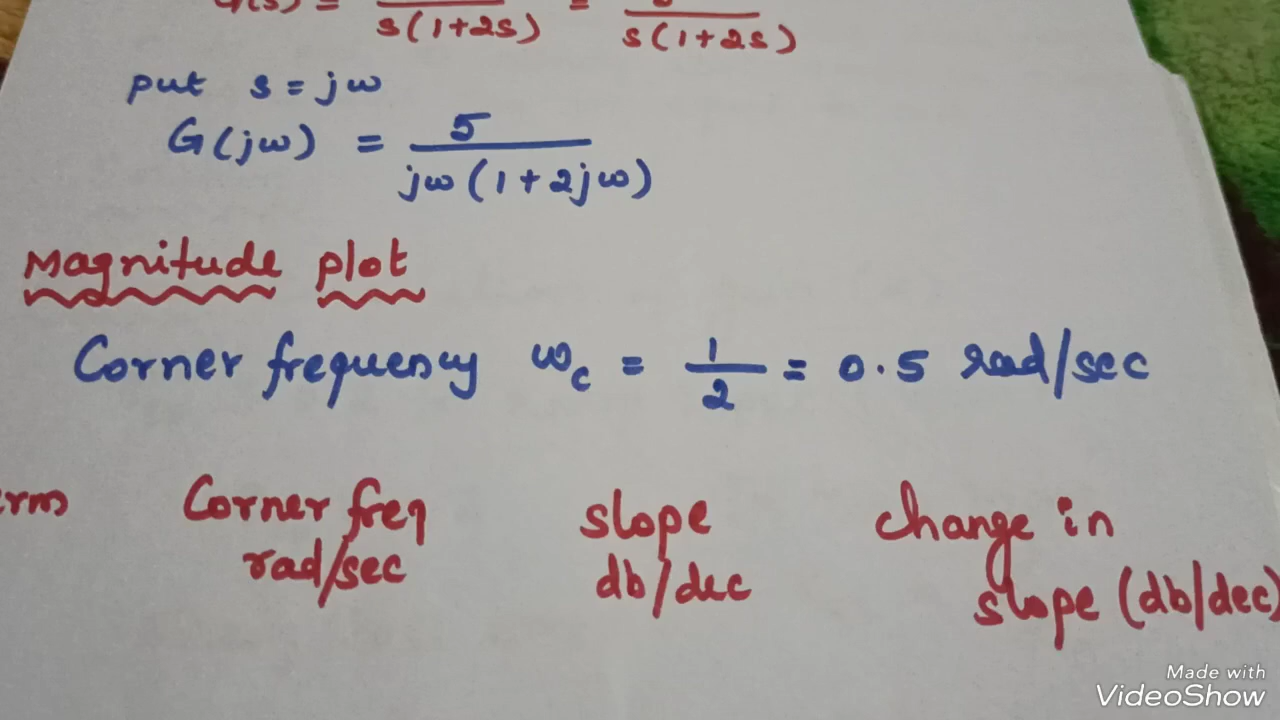 G(s) = / s(1+2s) = / s(1+2s)
put s = jω
G(jω) = 5 / jω(1+2jω)
Magnitude plot
Corner frequency ωc = 1/2 = 0.5 rad/sec
Corner freq slope change in
rad/sec db/dec slope (db/dec)
Made with
VideoShow